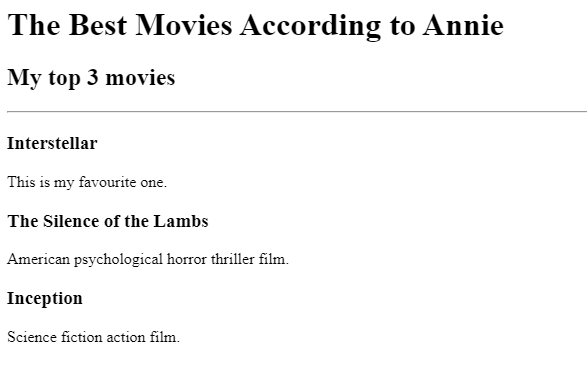 The Best Movies According to Annie
My top 3 movies
Interstellar
This is my favourite one.
The Silence of the Lambs
American psychological horror thriller film.
Inception
Science fiction action film.